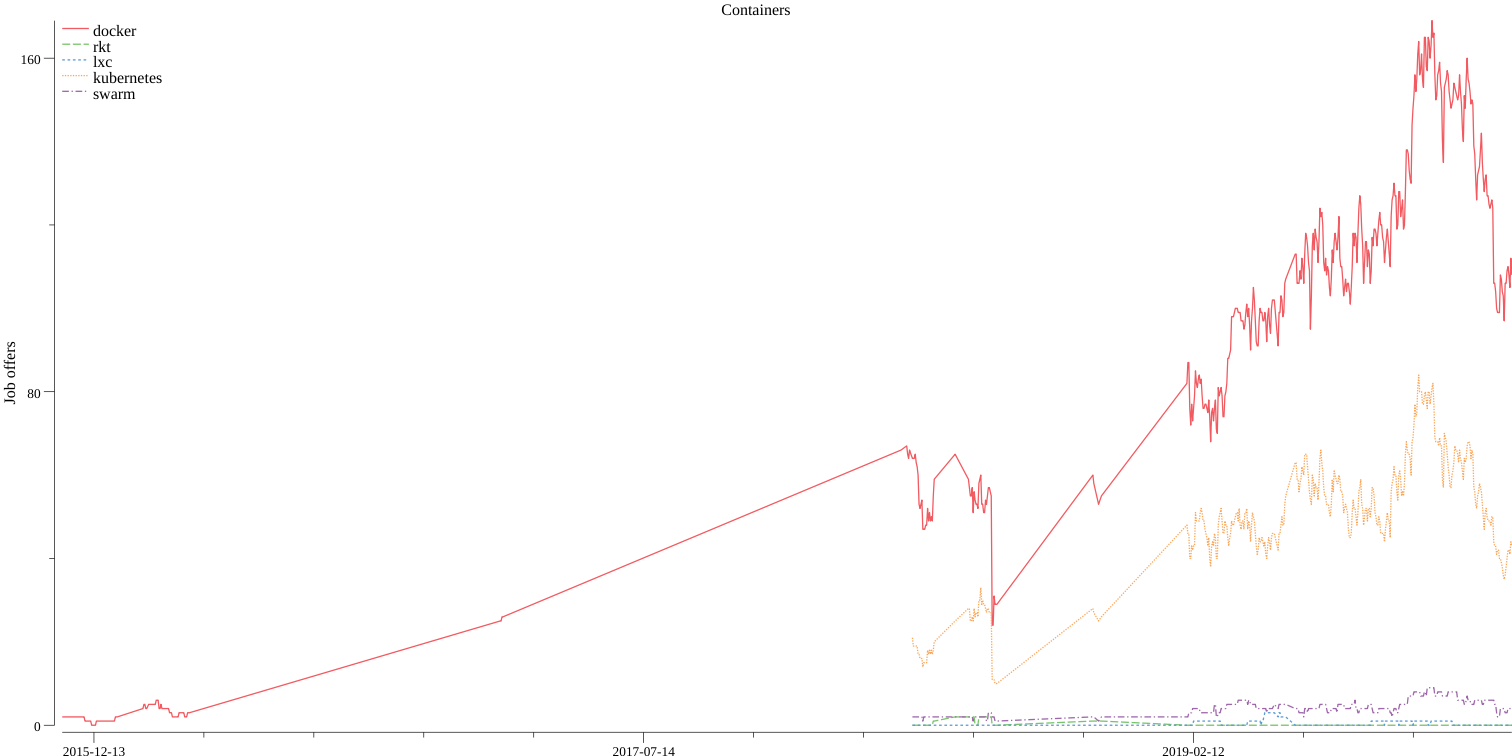 Containers
docker
rkt
lxc
kubernetes
swarm
160
80
0
Job offers
2015-12-13
2017-07-14
2019-02-12